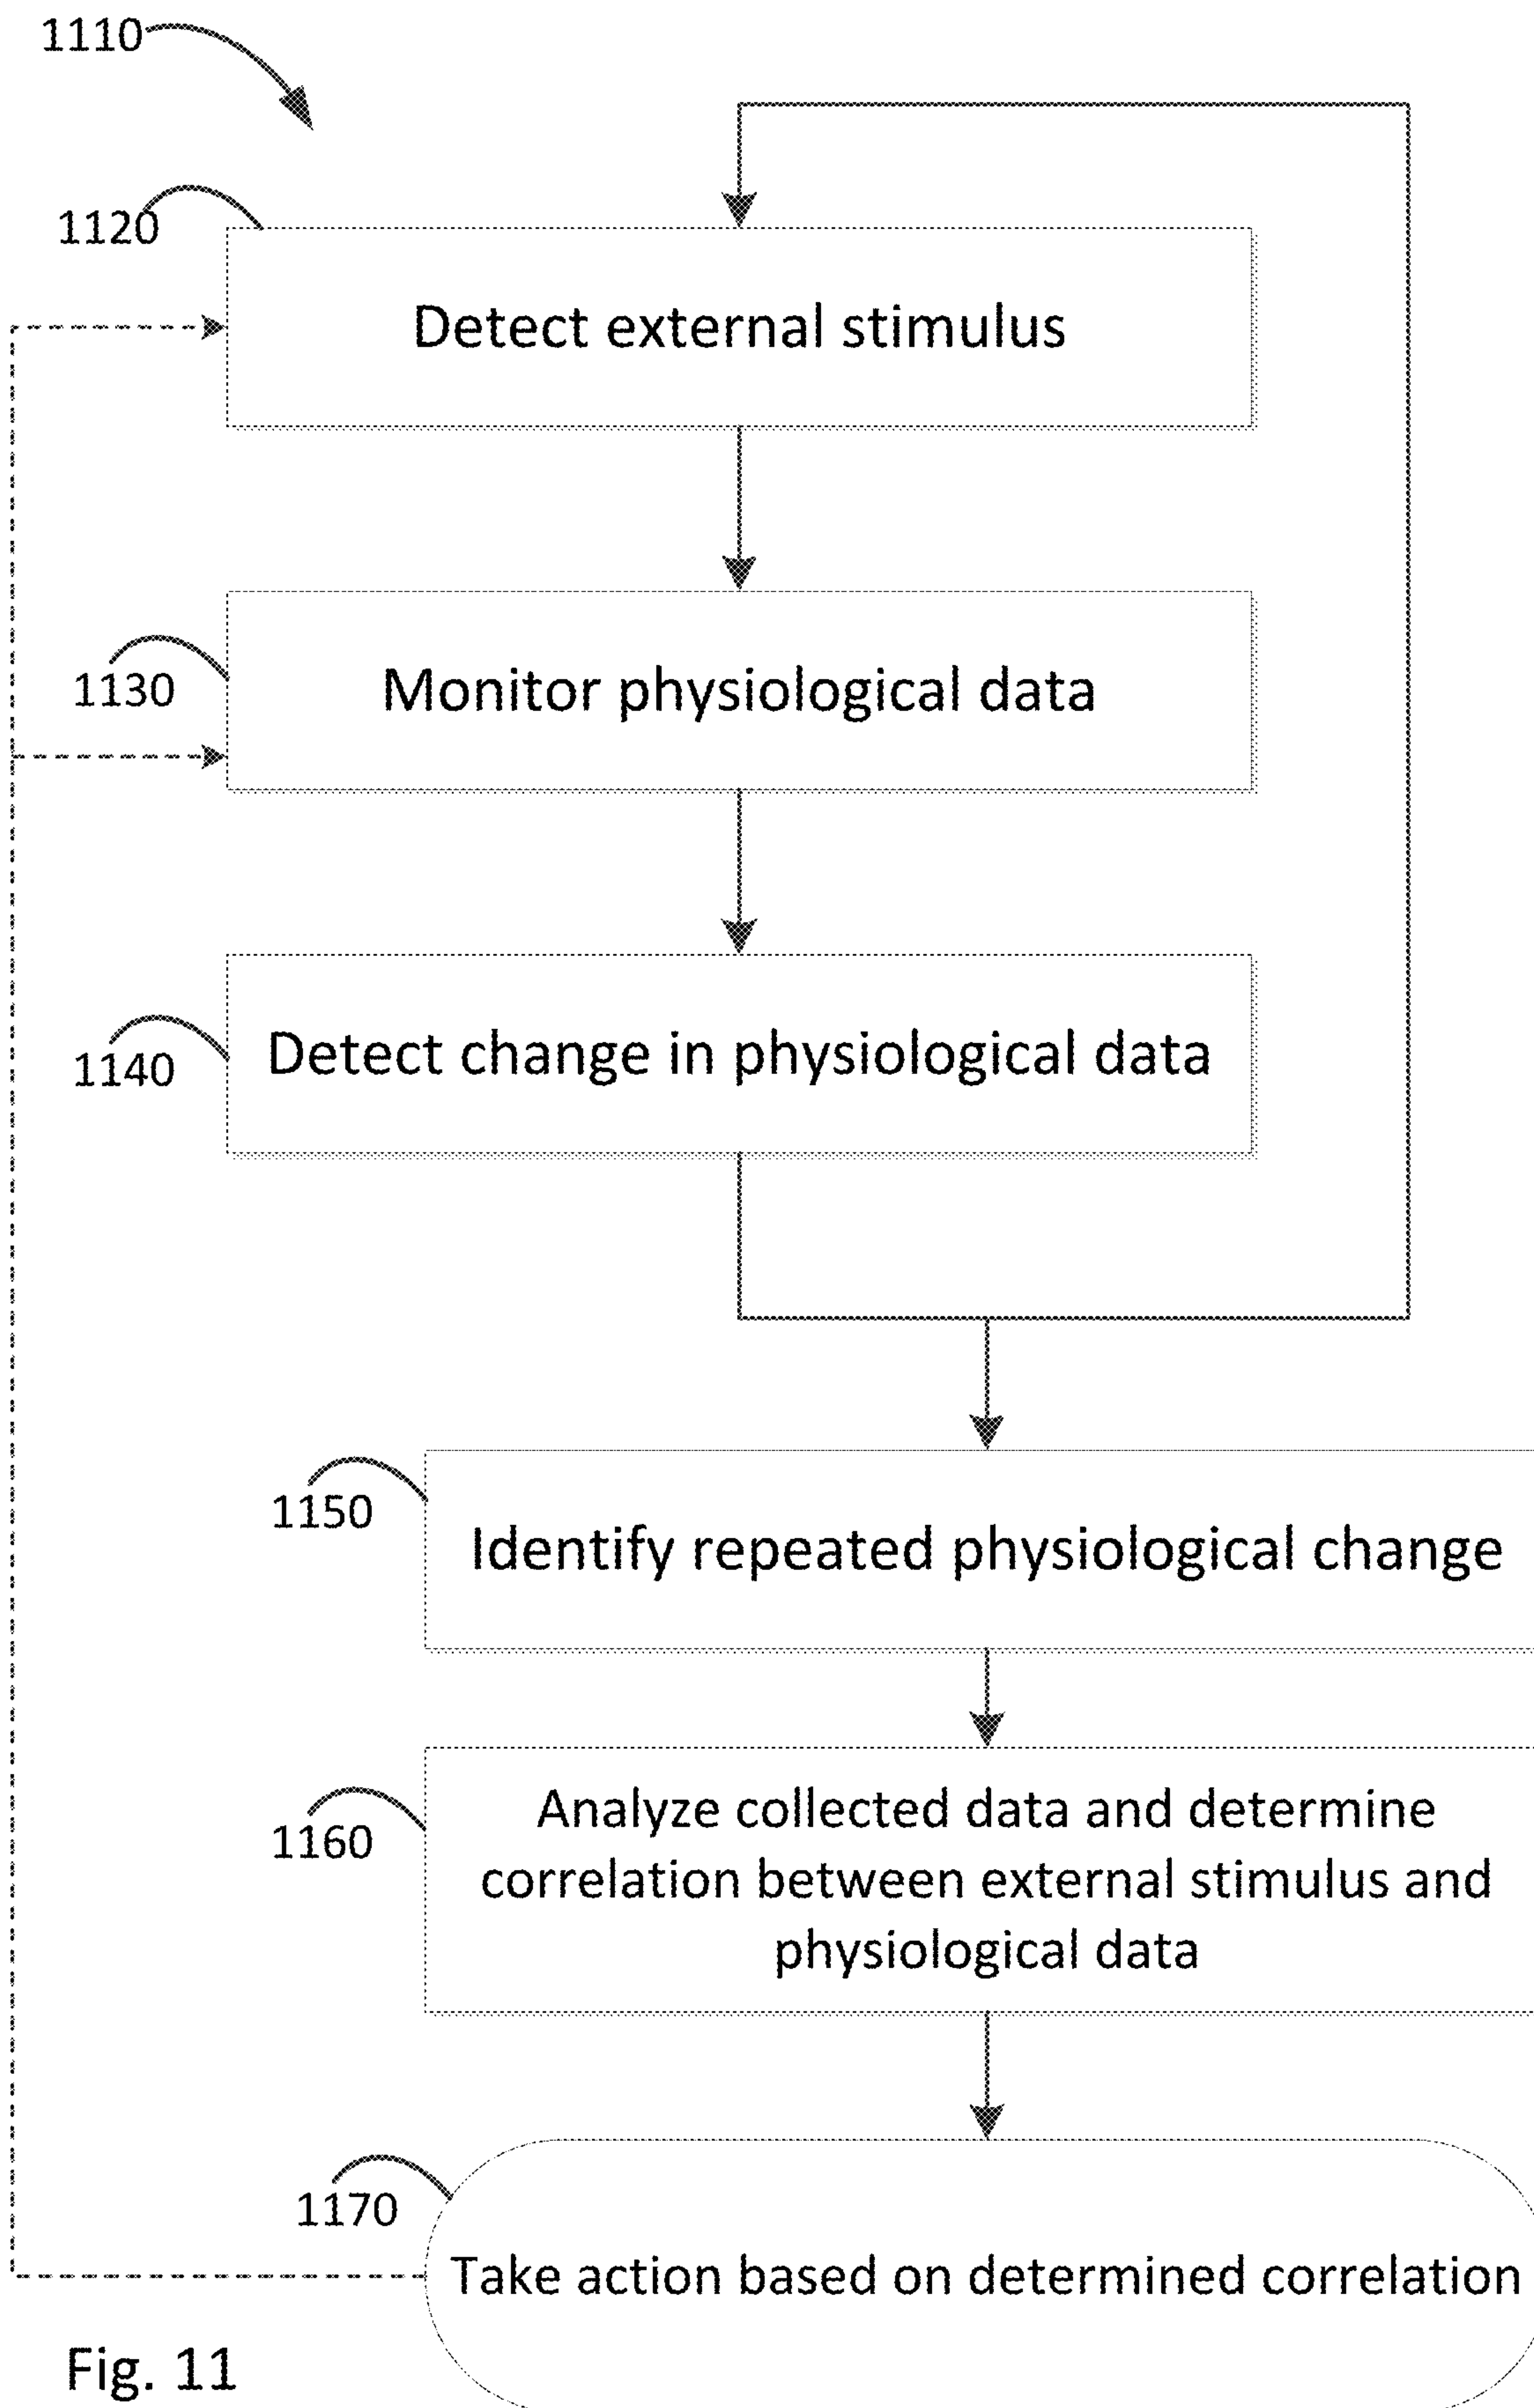 1110
1120
Detect external stimulus
1130
Monitor physiological data
1140
Detect change in physiological data
1150
Identify repeated physiological change
1160
Analyze collected data and determine
correlation between external stimulus and
physiological data
1170
Take action based on determined correlation
Fig. 11